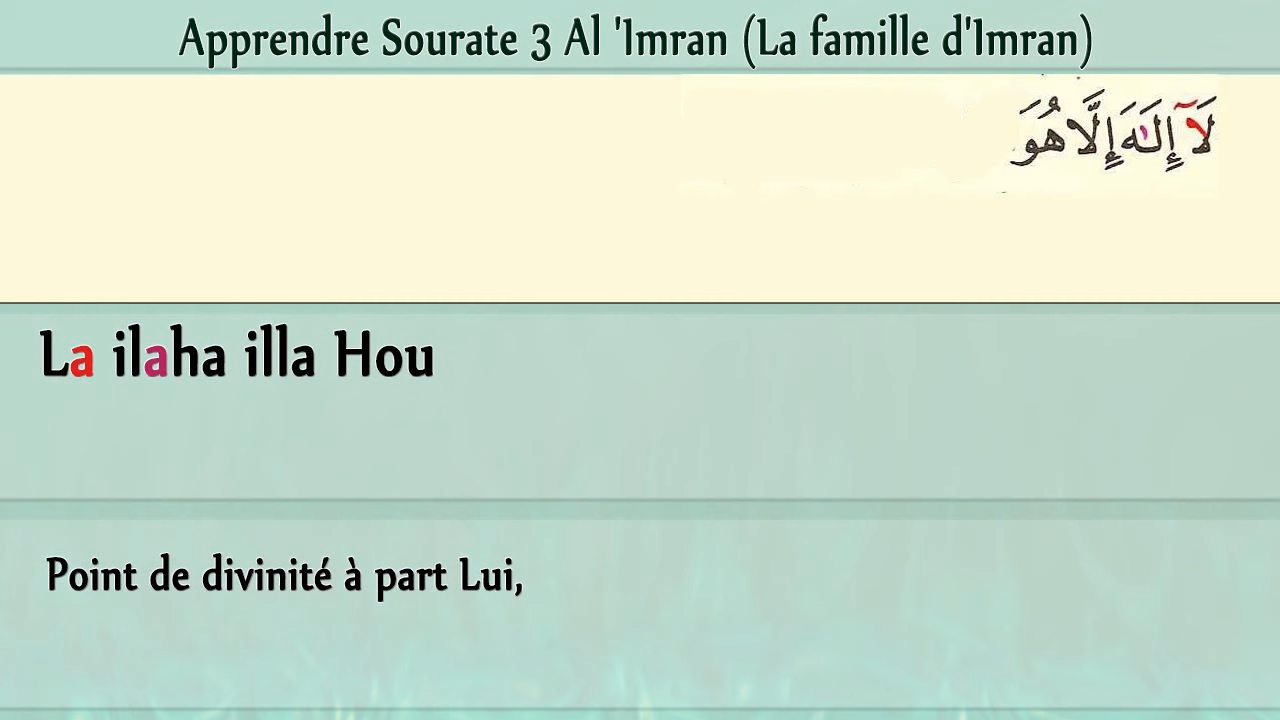 Apprendre Sourate 3 Al 'Imran (La famille d'Imran)
لَآ إِلَـٰهَ إِلَّا هُوَ
La ilaha illa Hou
Point de divinité à part Lui,